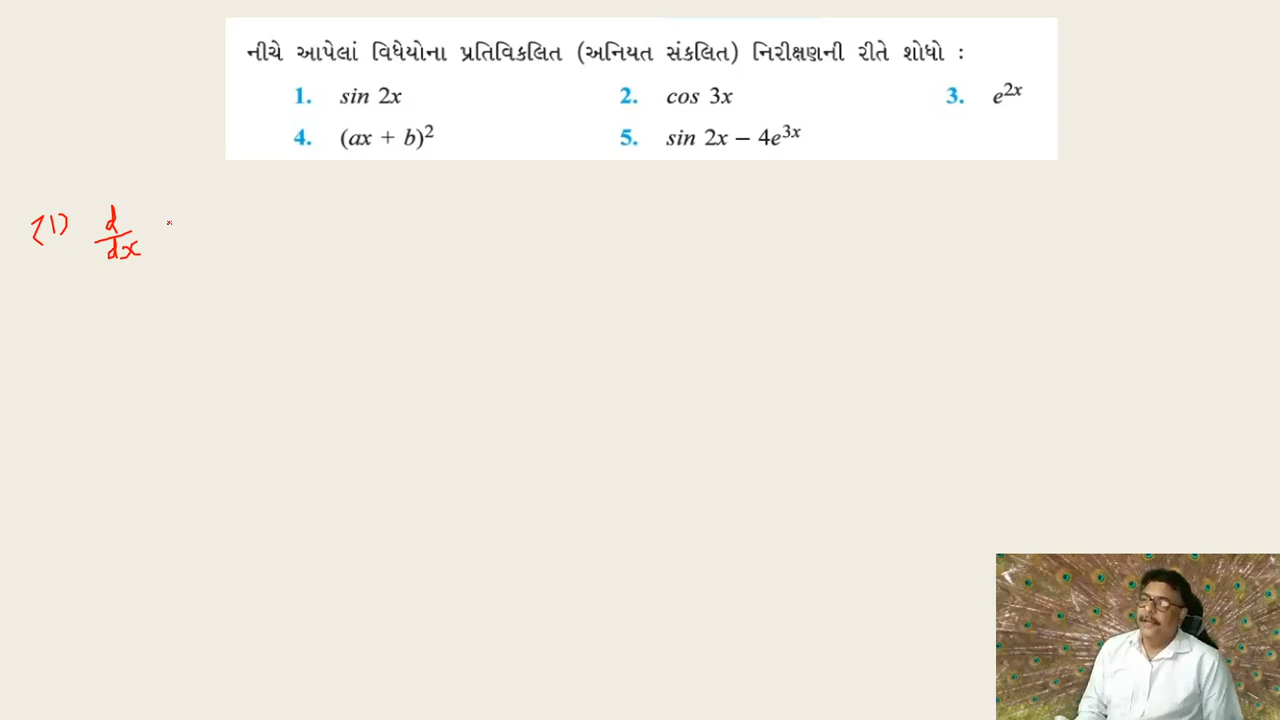 નીચે આપેલાં વિધેયોના પ્રતિવિકલિત (અનિયત સંકલિત) નિરીક્ષણની રીતે શોધો :
1. sin 2x 2. cos 3x 3. e^{2x}
4. (ax + b)^2 5. sin 2x – 4e^{3x}
(1) d/dx